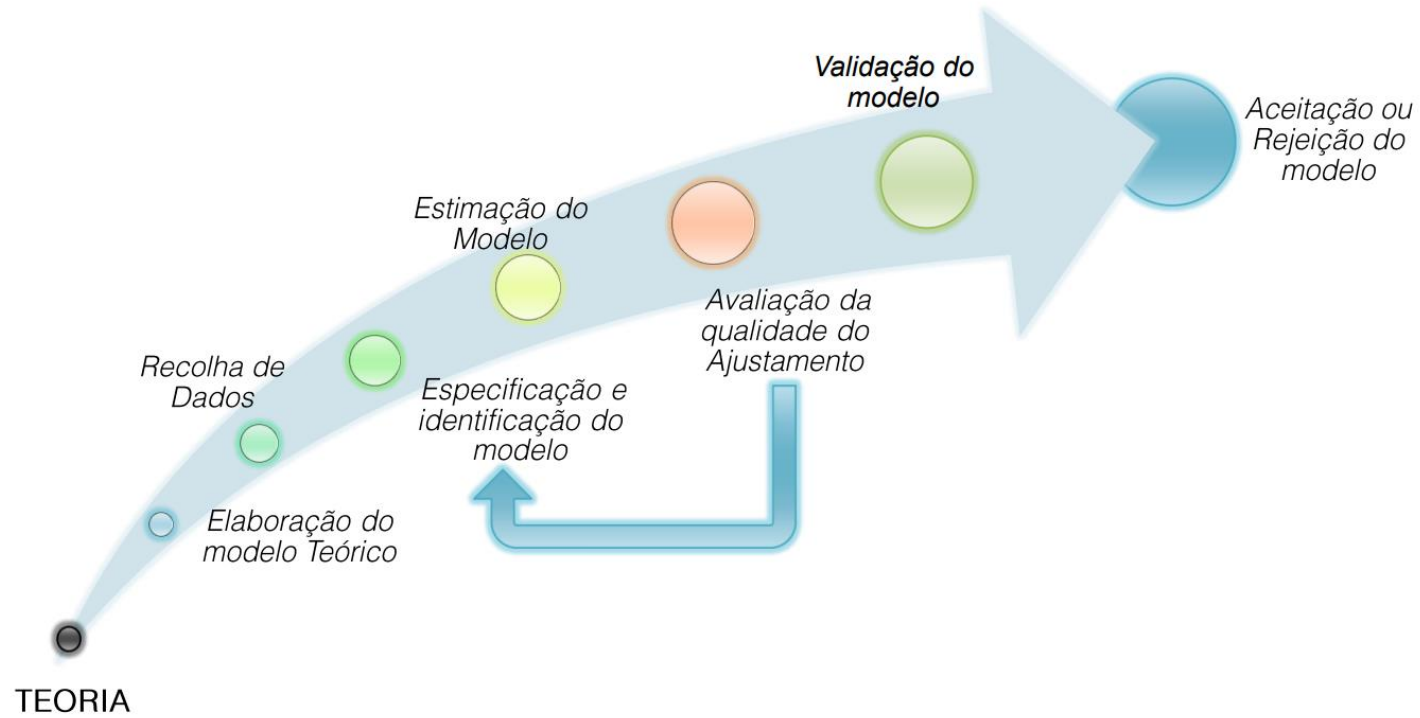 TEORIA
Elaboração do
modelo Teórico
Recolha de
Dados
Especificação e
identificação do
modelo
Estimação do
Modelo
Avaliação da
qualidade do
Ajustamento
Validação do
modelo
Aceitação ou
Rejeição do
modelo